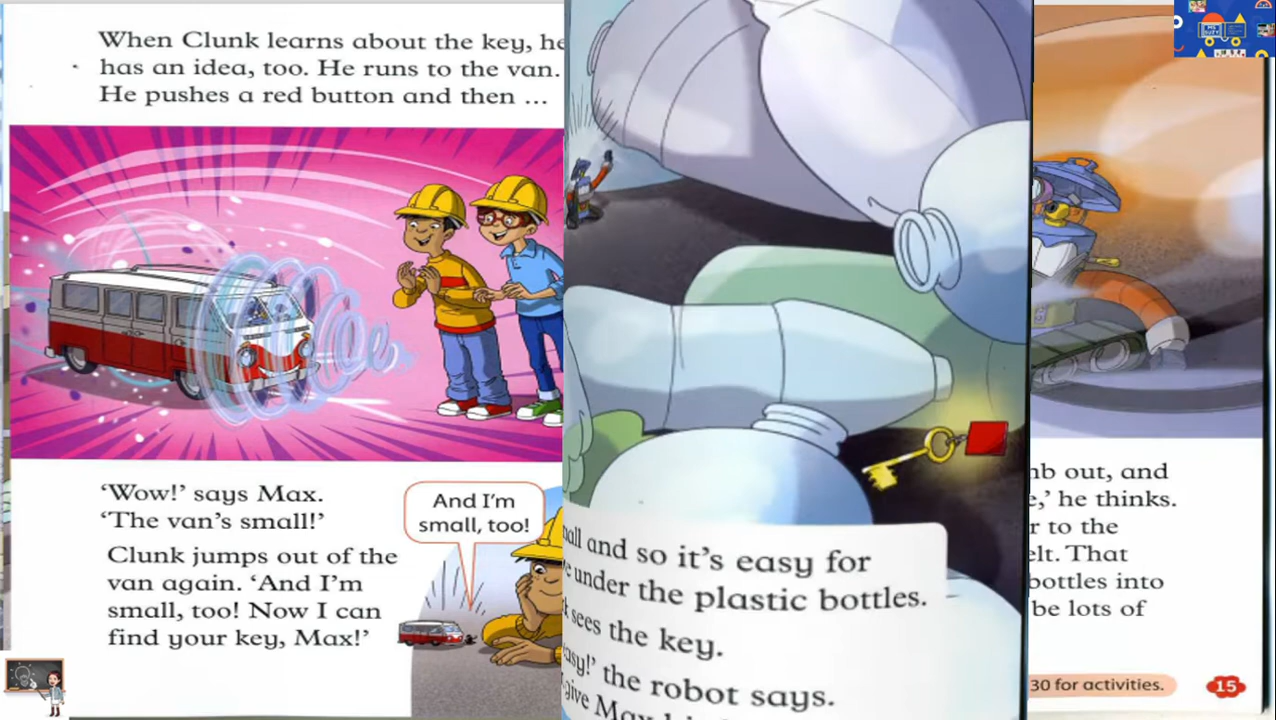 When Clunk learns about the key, he
has an idea, too. He runs to the van.
He pushes a red button and then ...
'Wow!' says Max.
'The van's small!'
And I'm
small, too!
Clunk jumps out of the
van again. 'And I'm
small, too! Now I can
find your key, Max!'
and so it's easy for
under the plastic bottles.
sees the key.
the robot says.
give
out, and
he thinks.
to the
That
bottles into
be lots of
30 for activities.
15